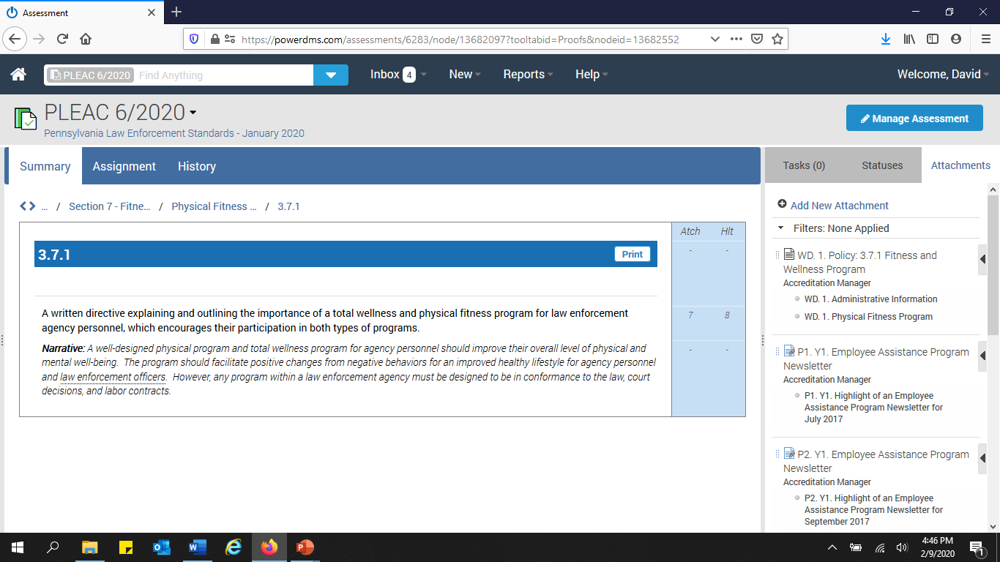 Assessment
https://powerdms.com/assessments/6283/node/13682097?tooltabid=Proofs&nodeid=13682552
PLEAC 6/2020 Find Anything
Inbox 4 New Reports Help Welcome, David
PLEAC 6/2020
Pennsylvania Law Enforcement Standards - January 2020
Manage Assessment
Summary Assignment History
Tasks (0) Statuses Attachments
... / Section 7 - Fitne... / Physical Fitness ... / 3.7.1
Atch Hlt
3.7.1 Print
- -
A written directive explaining and outlining the importance of a total wellness and physical fitness program for law enforcement
agency personnel, which encourages their participation in both types of programs.
7 8
Narrative: A well-designed physical program and total wellness program for agency personnel should improve their overall level of physical and
mental well-being. The program should facilitate positive changes from negative behaviors for an improved healthy lifestyle for agency personnel
and law enforcement officers. However, any program within a law enforcement agency must be designed to be in conformance to the law, court
decisions, and labor contracts.
- -
Add New Attachment
Filters: None Applied
WD. 1. Policy: 3.7.1 Fitness and
Wellness Program
Accreditation Manager
WD. 1. Administrative Information
WD. 1. Physical Fitness Program
P1. Y1. Employee Assistance Program
Newsletter
Accreditation Manager
P1. Y1. Highlight of an Employee
Assistance Program Newsletter for
July 2017
P2. Y1. Employee Assistance Program
Newsletter
Accreditation Manager
P2. Y1. Highlight of an Employee
Assistance Program Newsletter for
September 2017
4:46 PM
2/9/2020
1